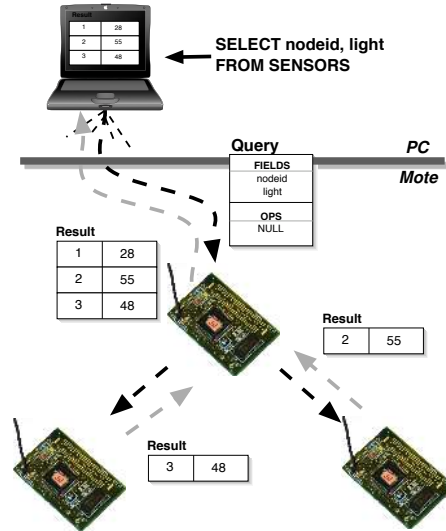 Result
1 28
2 55
3 48
SELECT nodeid, light
FROM SENSORS
Query
PC
FIELDS
nodeid
light
Mote
OPS
NULL
Result
1 28
2 55
3 48
Result
2 55
Result
3 48